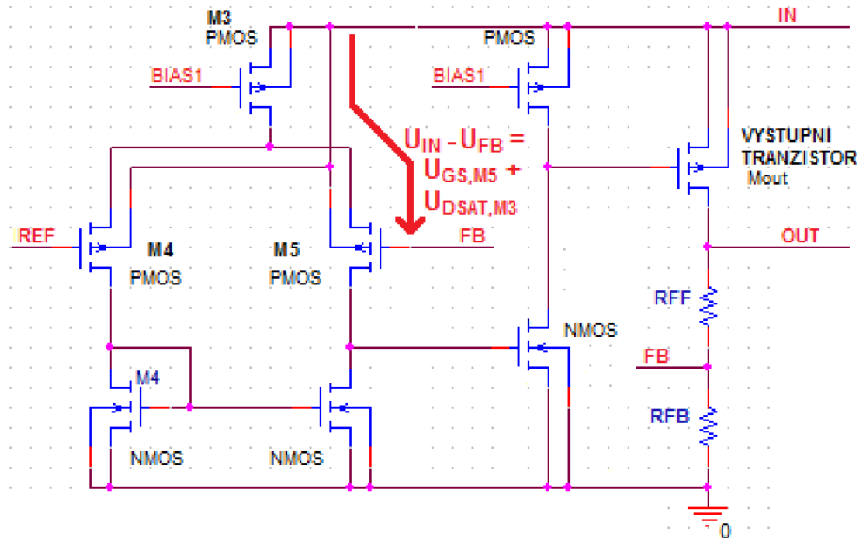 M3
PMOS
PMOS
IN
BIAS1
BIAS1
U_IN - U_FB =
U_GS,M5 +
U_DSAT,M3
VYSTUPNI
TRANZISTOR
Mout
REF
M4
PMOS
M5
PMOS
FB
OUT
RFF
NMOS
FB
M4
RFB
NMOS
NMOS
0